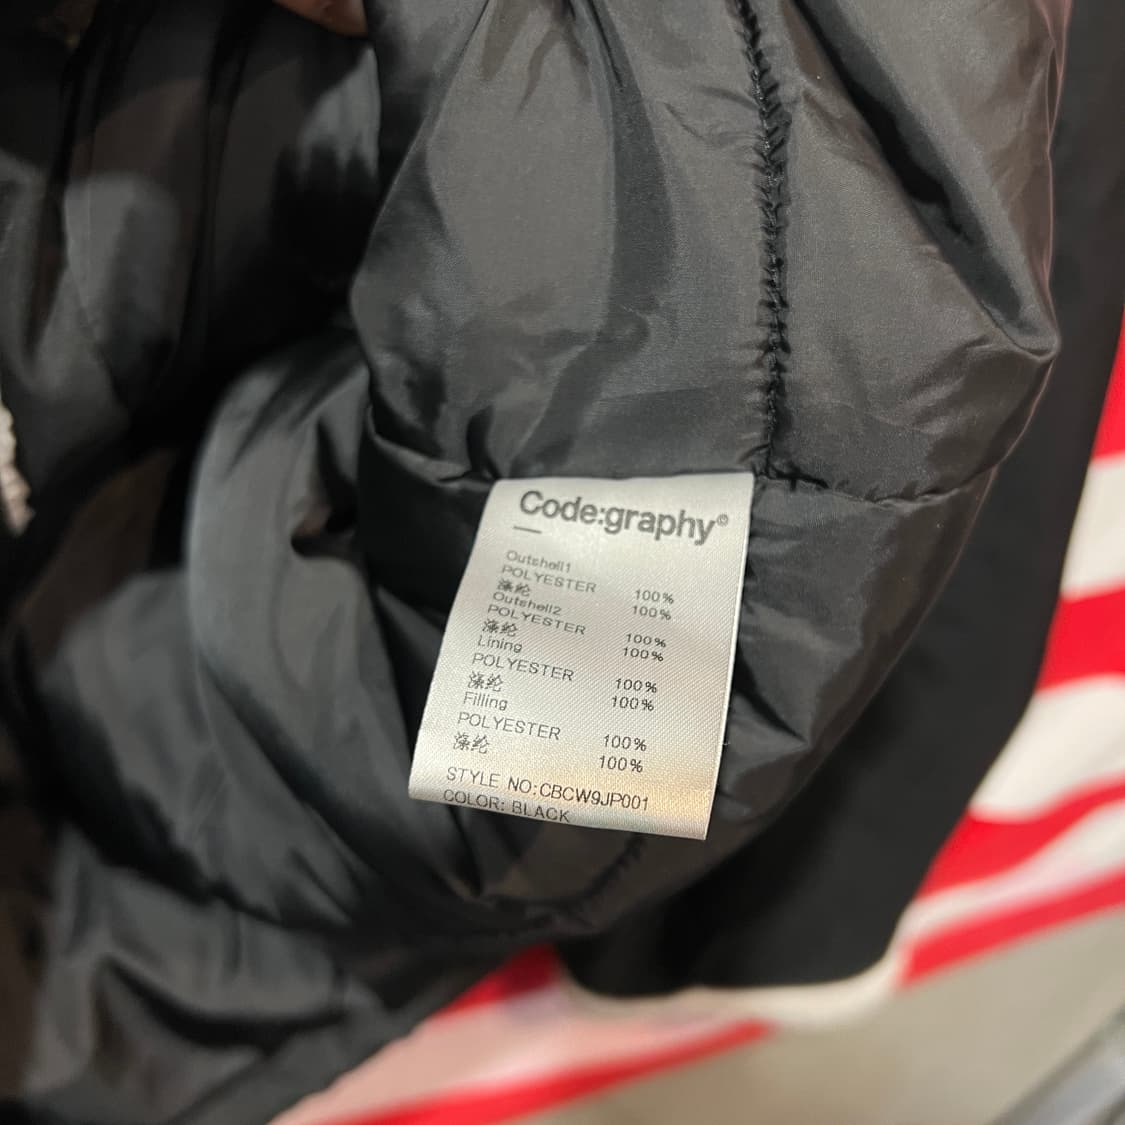 Code:graphy®
Outshell1
POLYESTER 100%
涤纶 100%
Outshell2
POLYESTER 100%
涤纶 100%
Lining
POLYESTER 100%
涤纶 100%
Filling
POLYESTER 100%
涤纶 100%
STYLE NO:CBCW9JP001
COLOR: BLACK